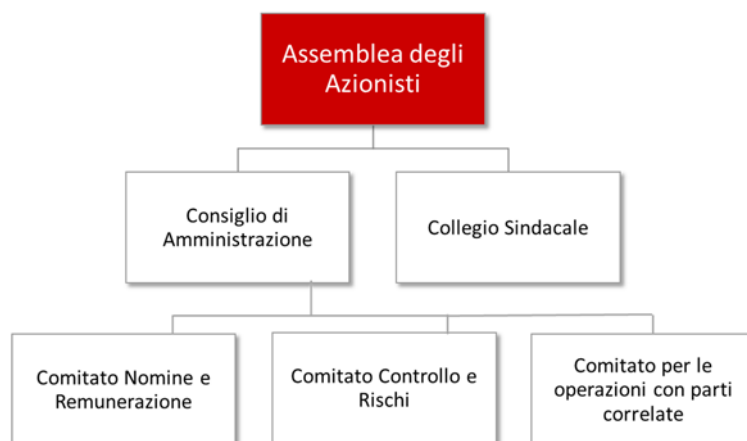 Assemblea degli
Azionisti
Consiglio di
Amministrazione
Collegio Sindacale
Comitato Nomine e
Remunerazione
Comitato Controllo e
Rischi
Comitato per le
operazioni con parti
correlate